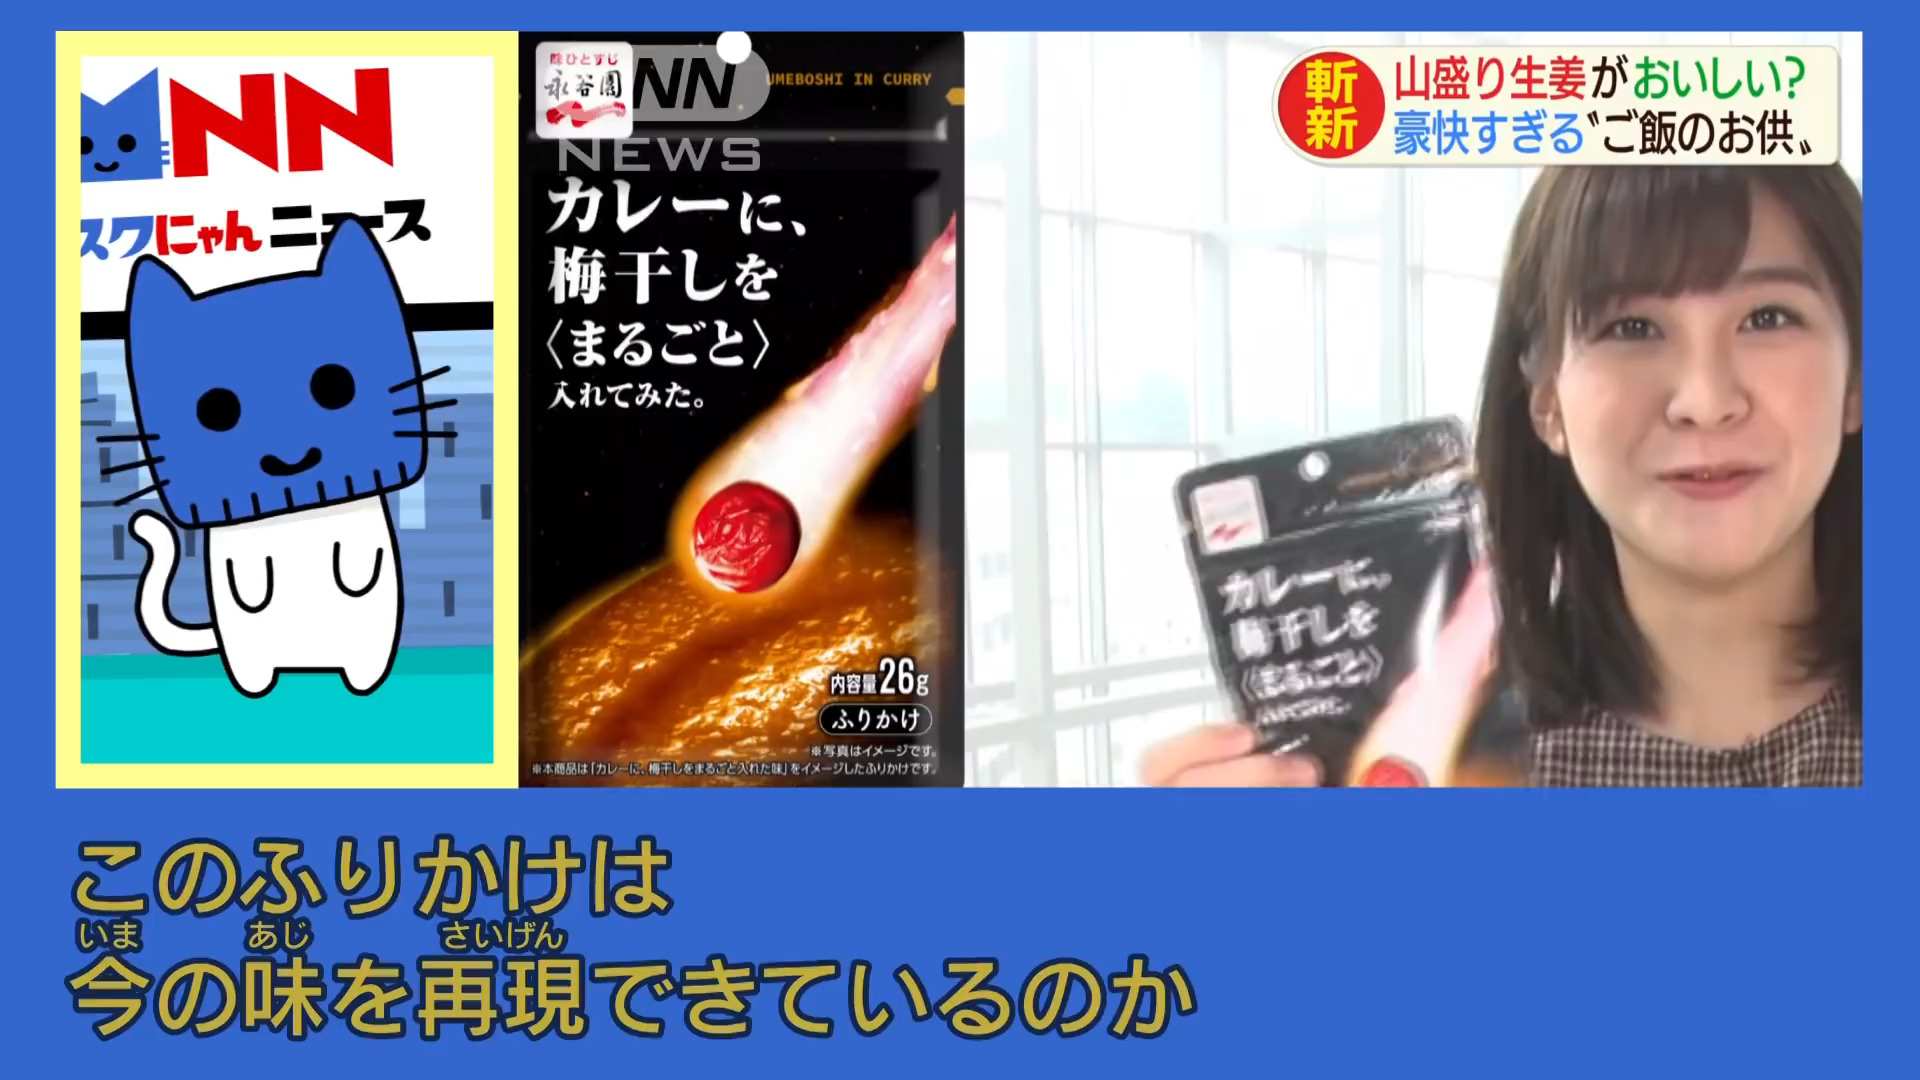 NN
スクにゃんニュース
味ひとすじ
永谷園
NN
NEWS
UMEBOSHI IN CURRY
カレーに、
梅干しを
〈まるごと〉
入れてみた。
内容量26g
ふりかけ
※写真はイメージです。
※本商品は「カレーに、梅干しをまるごと入れた味」をイメージしたふりかけです。
斬新
山盛り生姜がおいしい?
豪快すぎる〝ご飯のお供〟
カレーに、
梅干しを
〈まるごと〉
このふりかけは
いま あじ さいげん
今の味を再現できているのか